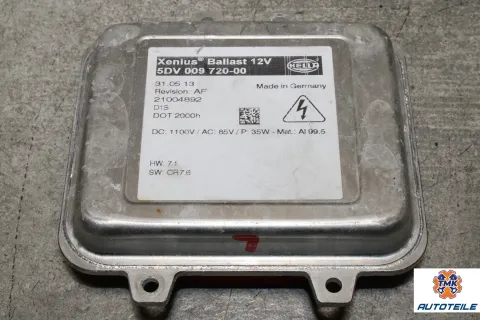 Xenius® Ballast 12V
5DV 009 720-00
HELLA
31.05.13
Made in Germany
Revision: AF
21004892
D1S
DOT 2000h
DC: 1100V / AC: 85V / P: 35W - Mat.: Al 99.5
HW: 7.1
SW: CR7.6
TMK
AUTOTEILE